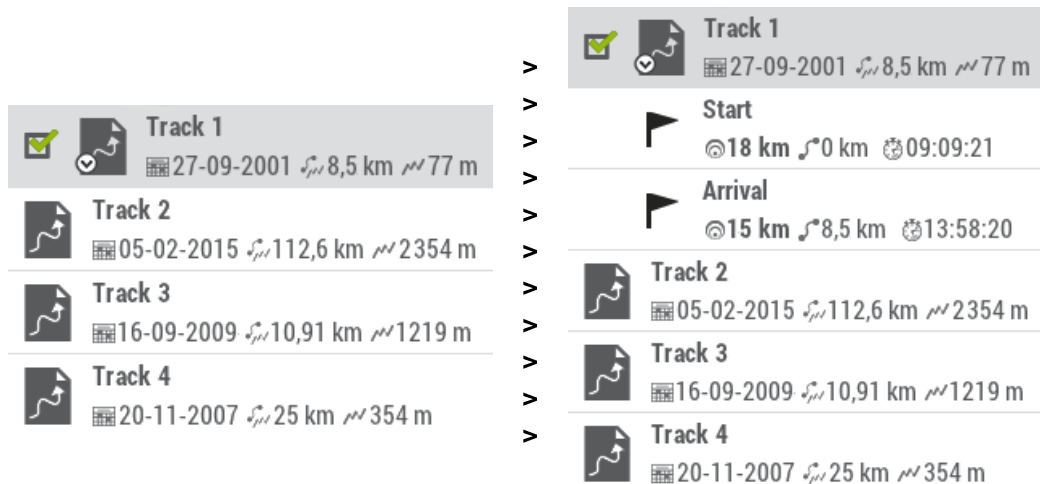 Track 1
27-09-2001 8,5 km 77 m
Track 2
05-02-2015 112,6 km 2354 m
Track 3
16-09-2009 10,91 km 1219 m
Track 4
20-11-2007 25 km 354 m
>
>
>
>
>
>
>
>
>
>
>
Track 1
27-09-2001 8,5 km 77 m
Start
18 km 0 km 09:09:21
Arrival
15 km 8,5 km 13:58:20
Track 2
05-02-2015 112,6 km 2354 m
Track 3
16-09-2009 10,91 km 1219 m
Track 4
20-11-2007 25 km 354 m